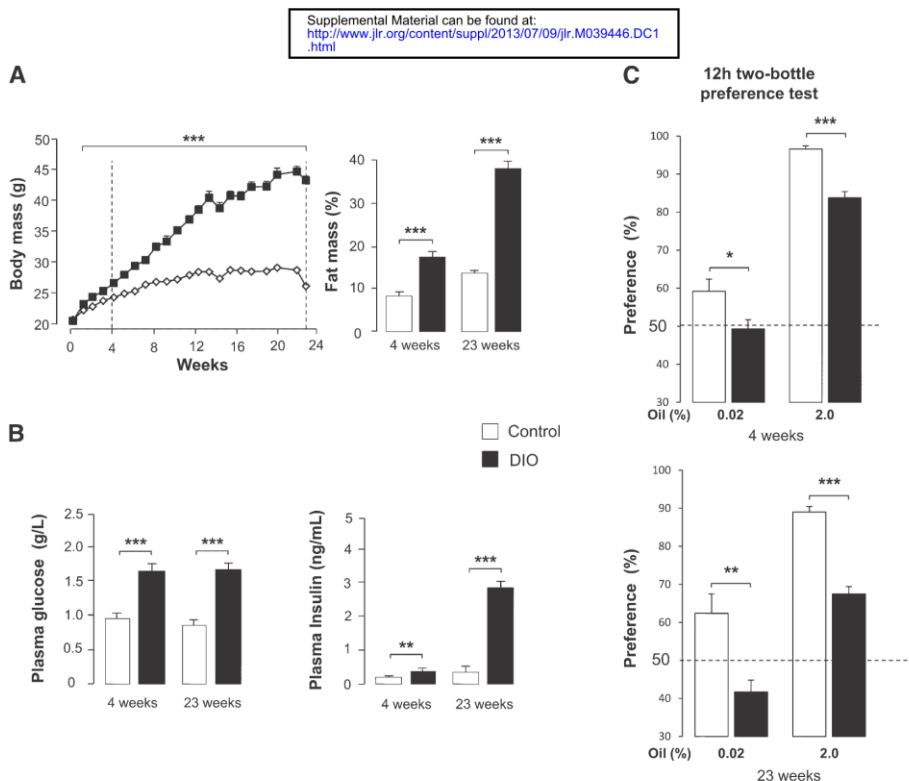 Supplemental Material can be found at:
http://www.jlr.org/content/suppl/2013/07/09/jlr.M039446.DC1
.html
A
Body mass (g)
50
45
40
35
30
25
20
***
0
4
8
12
16
20
24
Weeks
Fat mass (%)
40
30
20
10
0
***
***
4 weeks
23 weeks
B
Control
DIO
Plasma glucose (g/L)
2.5
2.0
1.5
1.0
0.5
0
***
***
4 weeks
23 weeks
Plasma Insulin (ng/mL)
5
4
3
2
1
0
**
***
4 weeks
23 weeks
C
12h two-bottle
preference test
Preference (%)
100
90
80
70
60
50
40
30
*
***
Oil (%) 0.02 2.0
4 weeks
Preference (%)
100
90
80
70
60
50
40
30
**
***
Oil (%) 0.02 2.0
23 weeks